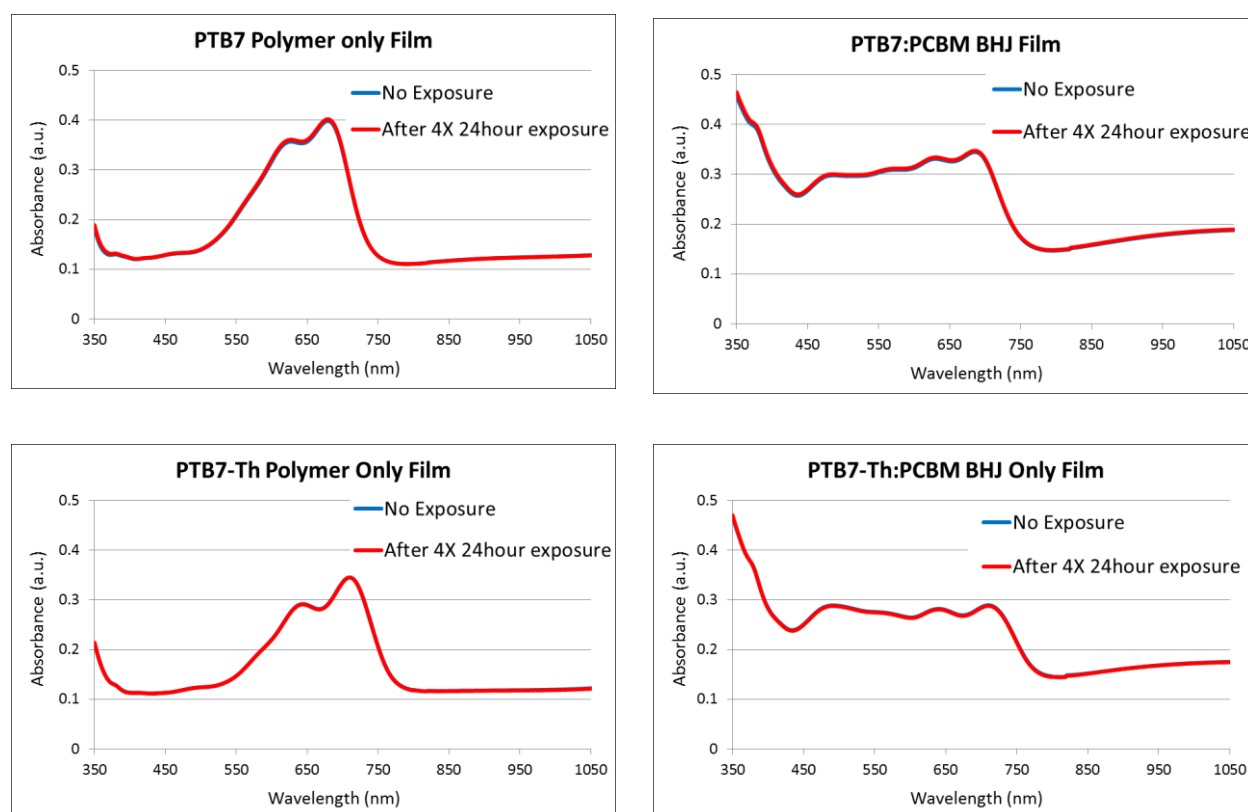 PTB7 Polymer only Film
0.5
0.4
0.3
0.2
0.1
0
Absorbance (a.u.)
No Exposure
After 4X 24hour exposure
350 450 550 650 750 850 950 1050
Wavelength (nm)
PTB7:PCBM BHJ Film
0.5
0.4
0.3
0.2
0.1
0
Absorbance (a.u.)
No Exposure
After 4X 24hour exposure
350 450 550 650 750 850 950 1050
Wavelength (nm)
PTB7-Th Polymer Only Film
0.5
0.4
0.3
0.2
0.1
0
Absorbance (a.u.)
No Exposure
After 4X 24hour exposure
350 450 550 650 750 850 950 1050
Wavelength (nm)
PTB7-Th:PCBM BHJ Only Film
0.5
0.4
0.3
0.2
0.1
0
Absorbance (a.u.)
No Exposure
After 4X 24hour exposure
350 450 550 650 750 850 950 1050
Wavelength (nm)